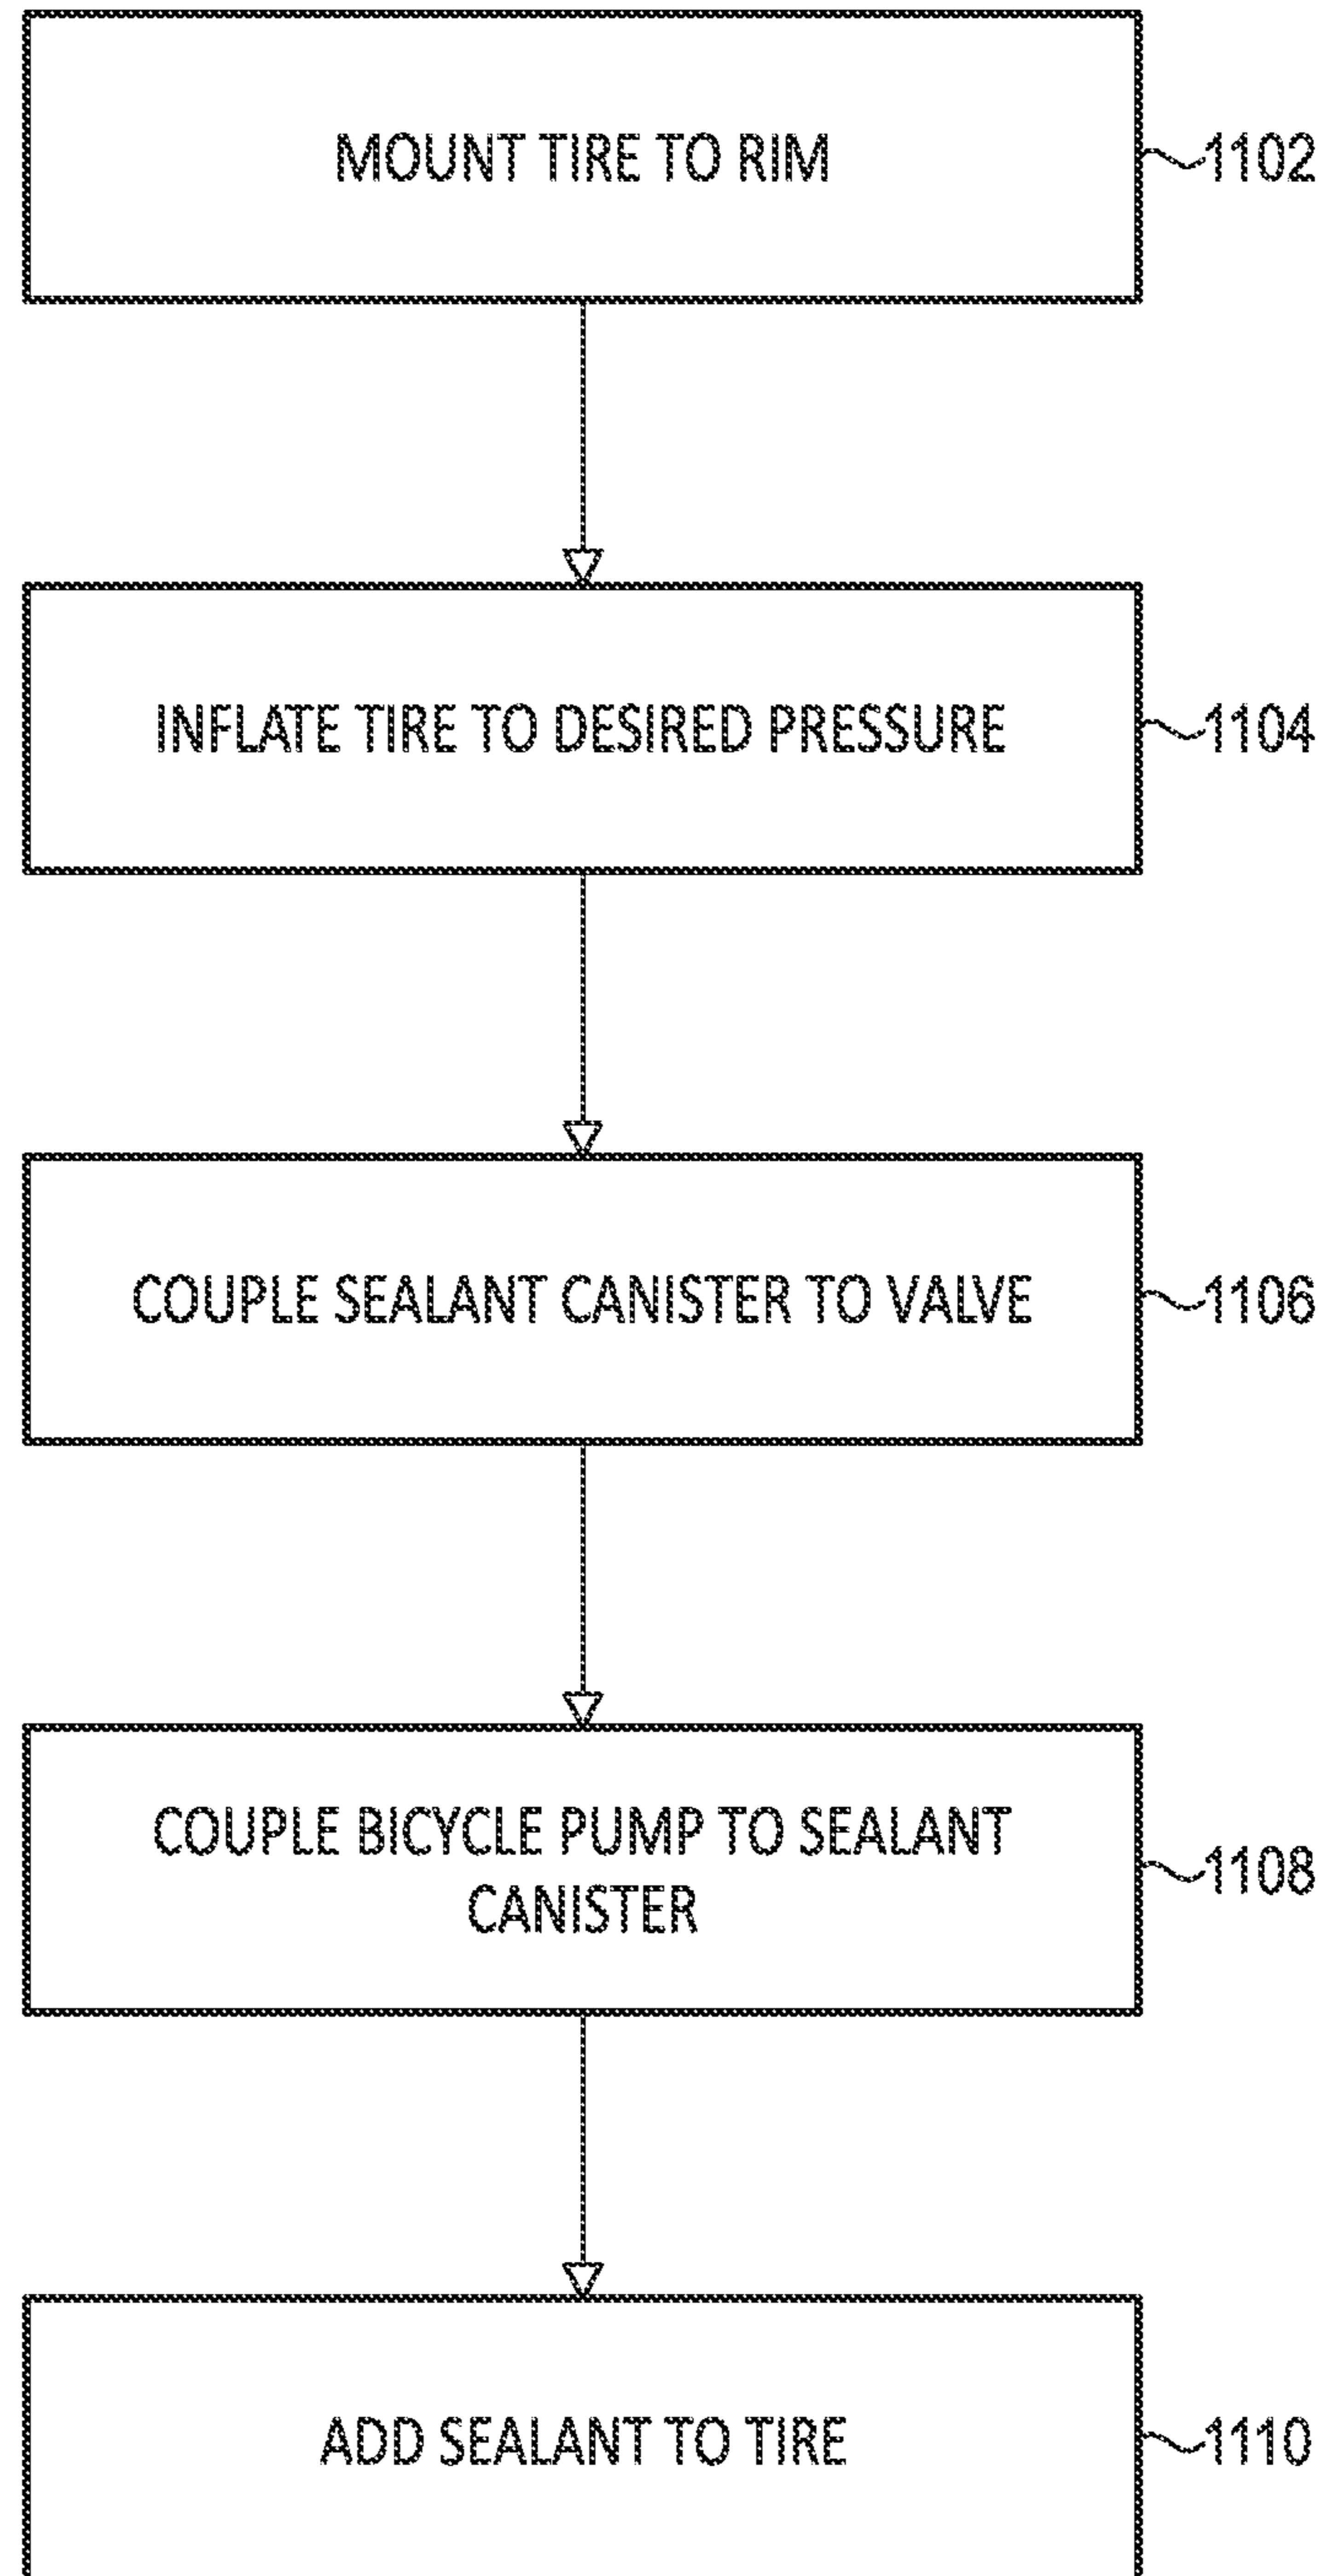 MOUNT TIRE TO RIM
1102
INFLATE TIRE TO DESIRED PRESSURE
1104
COUPLE SEALANT CANISTER TO VALVE
1106
COUPLE BICYCLE PUMP TO SEALANT
CANISTER
1108
ADD SEALANT TO TIRE
1110